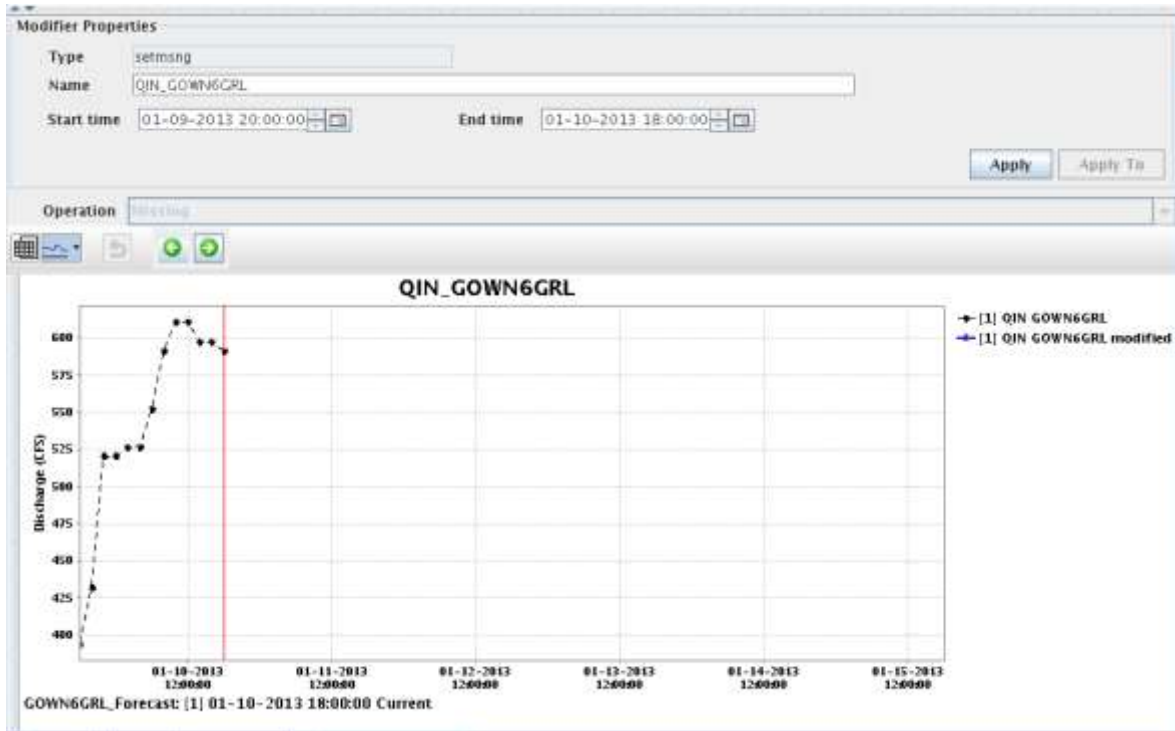 Modifier Properties
Type setmsng
Name QIN_GOWN6GRL
Start time 01-09-2013 20:00:00 End time 01-10-2013 18:00:00
Apply Apply To
Operation Missing
QIN_GOWN6GRL
[1] QIN GOWN6GRL
[1] QIN GOWN6GRL modified
Discharge (CFS)
600
575
550
525
500
475
450
425
400
01-10-2013 01-11-2013 01-12-2013 01-13-2013 01-14-2013 01-15-2013
12:00:00 12:00:00 12:00:00 12:00:00 12:00:00 12:00:00
GOWN6GRL_Forecast: [1] 01-10-2013 18:00:00 Current